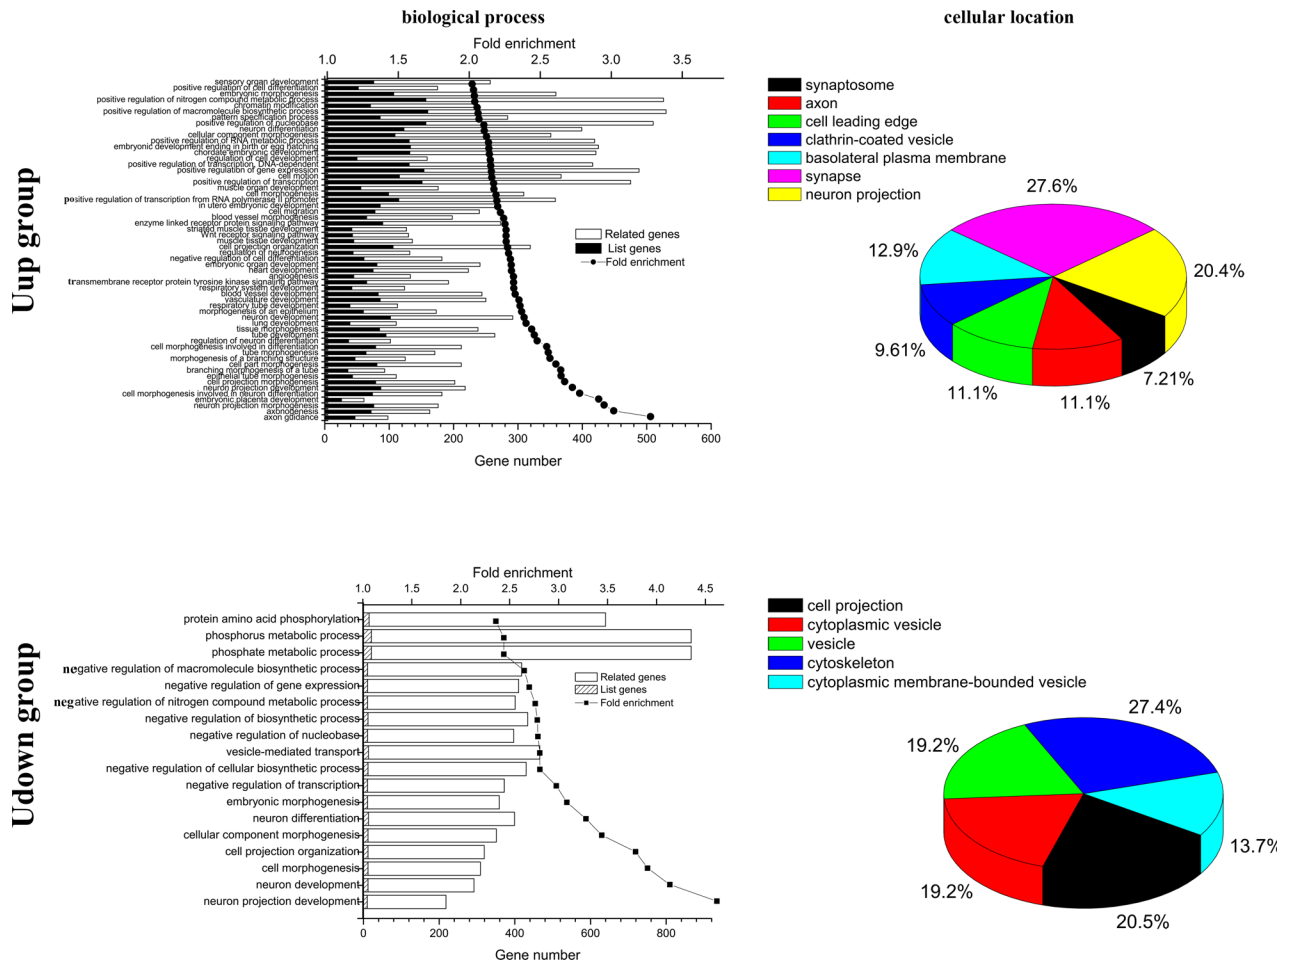 biological process
cellular location
Uup group
Fold enrichment
1.0 1.5 2.0 2.5 3.0 3.5
sensory organ development
positive regulation of cell differentiation
embryonic morphogenesis
positive regulation of nitrogen compound metabolic process
chromatin modification
positive regulation of macromolecule biosynthetic process
pattern specification process
positive regulation of nucleobase
neuron differentiation
cellular component morphogenesis
positive regulation of RNA metabolic process
embryonic development ending in birth or egg hatching
chordate embryonic development
regulation of cell development
positive regulation of transcription, DNA-dependent
positive regulation of gene expression
cell motion
positive regulation of transcription
muscle organ development
cell morphogenesis
positive regulation of transcription from RNA polymerase II promoter
in utero embryonic development
cell migration
blood vessel morphogenesis
enzyme linked receptor protein signaling pathway
striated muscle tissue development
Wnt receptor signaling pathway
muscle tissue development
cell projection organization
regulation of neurogenesis
negative regulation of cell differentiation
embryonic organ development
heart development
angiogenesis
transmembrane receptor protein tyrosine kinase signaling pathway
respiratory system development
blood vessel development
vasculature development
respiratory tube development
morphogenesis of an epithelium
neuron development
lung development
tissue morphogenesis
tube development
regulation of neuron differentiation
cell morphogenesis involved in differentiation
tube morphogenesis
morphogenesis of a branching structure
cell part morphogenesis
branching morphogenesis of a tube
epithelial tube morphogenesis
cell projection morphogenesis
neuron projection development
cell morphogenesis involved in neuron differentiation
embryonic placenta development
neuron projection morphogenesis
axonogenesis
axon guidance
Related genes
List genes
Fold enrichment
0 100 200 300 400 500 600
Gene number
synaptosome
axon
cell leading edge
clathrin-coated vesicle
basolateral plasma membrane
synapse
neuron projection
27.6%
12.9%
20.4%
9.61%
7.21%
11.1%
11.1%
Udown group
Fold enrichment
1.0 1.5 2.0 2.5 3.0 3.5 4.0 4.5
protein amino acid phosphorylation
phosphorus metabolic process
phosphate metabolic process
negative regulation of macromolecule biosynthetic process
negative regulation of gene expression
negative regulation of nitrogen compound metabolic process
negative regulation of biosynthetic process
negative regulation of nucleobase
vesicle-mediated transport
negative regulation of cellular biosynthetic process
negative regulation of transcription
embryonic morphogenesis
neuron differentiation
cellular component morphogenesis
cell projection organization
cell morphogenesis
neuron development
neuron projection development
Related genes
List genes
Fold enrichment
0 200 400 600 800
Gene number
cell projection
cytoplasmic vesicle
vesicle
cytoskeleton
cytoplasmic membrane-bounded vesicle
27.4%
19.2%
13.7%
19.2%
20.5%